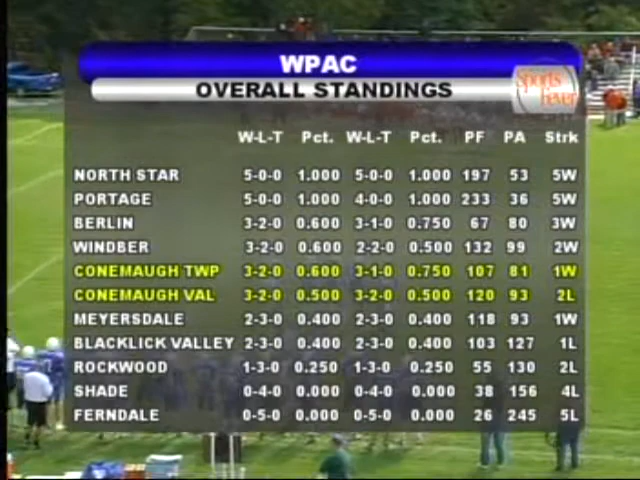 WPAC
OVERALL STANDINGS
Sports Fever
W-L-T Pct. W-L-T Pct. PF PA Strk
NORTH STAR 5-0-0 1.000 5-0-0 1.000 197 53 5W
PORTAGE 5-0-0 1.000 4-0-0 1.000 233 36 5W
BERLIN 3-2-0 0.600 3-1-0 0.750 67 80 3W
WINDBER 3-2-0 0.600 2-2-0 0.500 132 99 2W
CONEMAUGH TWP 3-2-0 0.600 3-1-0 0.750 107 81 1W
CONEMAUGH VAL 3-2-0 0.500 3-2-0 0.500 120 93 2L
MEYERSDALE 2-3-0 0.400 2-3-0 0.400 118 93 1W
BLACKLICK VALLEY 2-3-0 0.400 2-3-0 0.400 103 127 1L
ROCKWOOD 1-3-0 0.250 1-3-0 0.250 55 130 2L
SHADE 0-4-0 0.000 0-4-0 0.000 38 156 4L
FERNDALE 0-5-0 0.000 0-5-0 0.000 26 245 5L